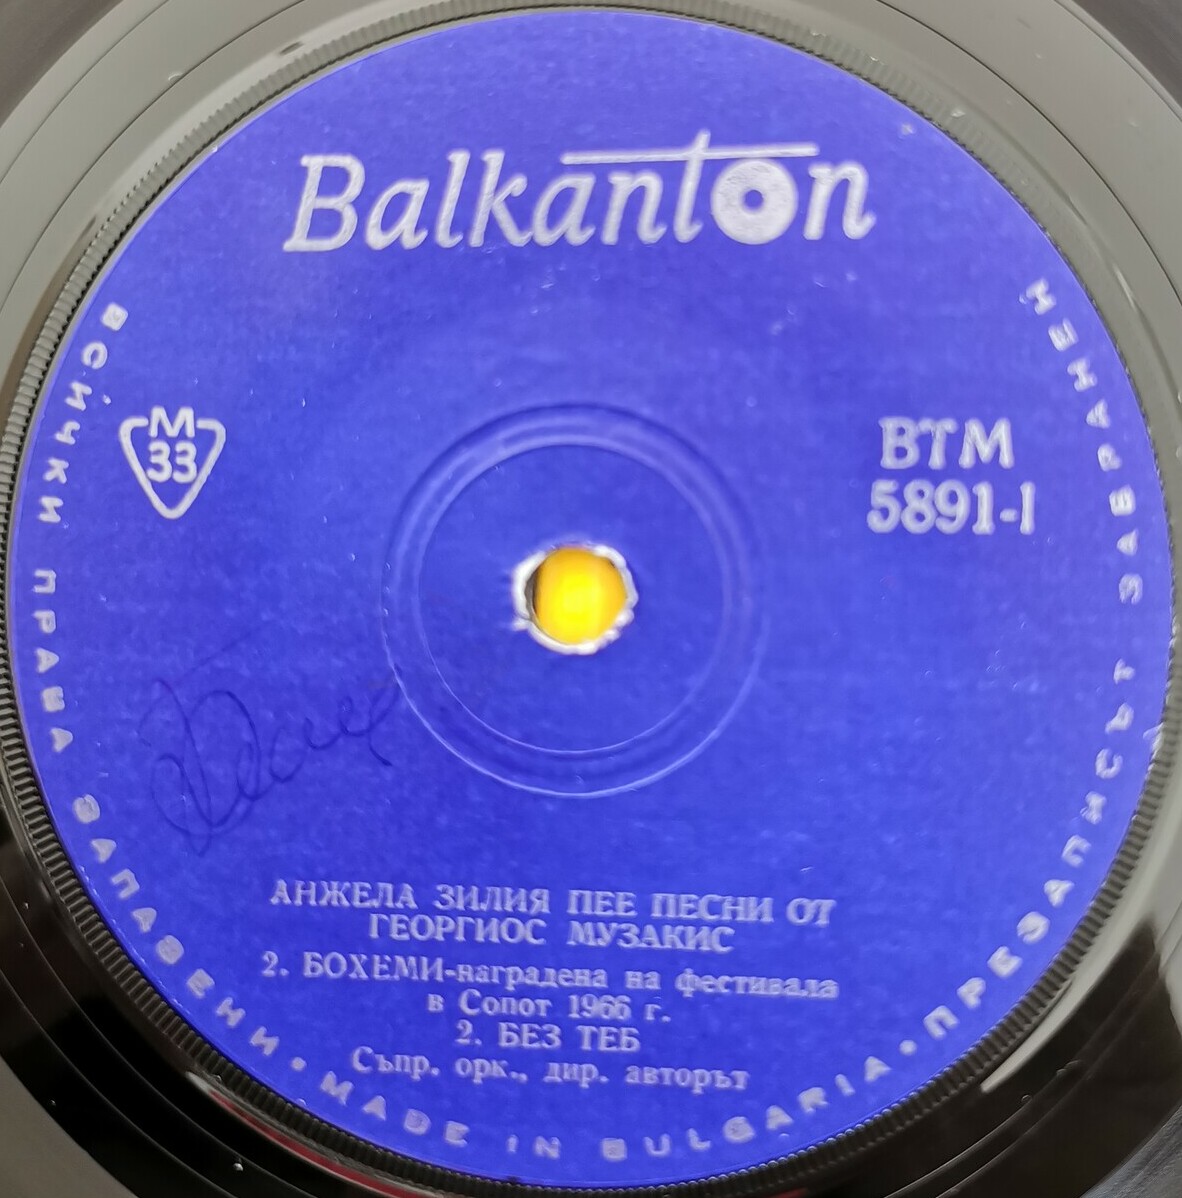 Balkanton
M
33
ВТМ
5891-I
АНЖЕЛА ЗИЛИЯ ПЕЕ ПЕСНИ ОТ
ГЕОРГИОС МУЗАКИС
2. БОХЕМИ-наградена на фестивала
в Сопот 1966 г.
2. БЕЗ ТЕБ
Съпр. орк., дир. авторът
ВСИЧКИ ПРАВА ЗАПАЗЕНИ • MADE IN BULGARIA • ПРЕЗАПИСЪТ ЗАБРАНЕН